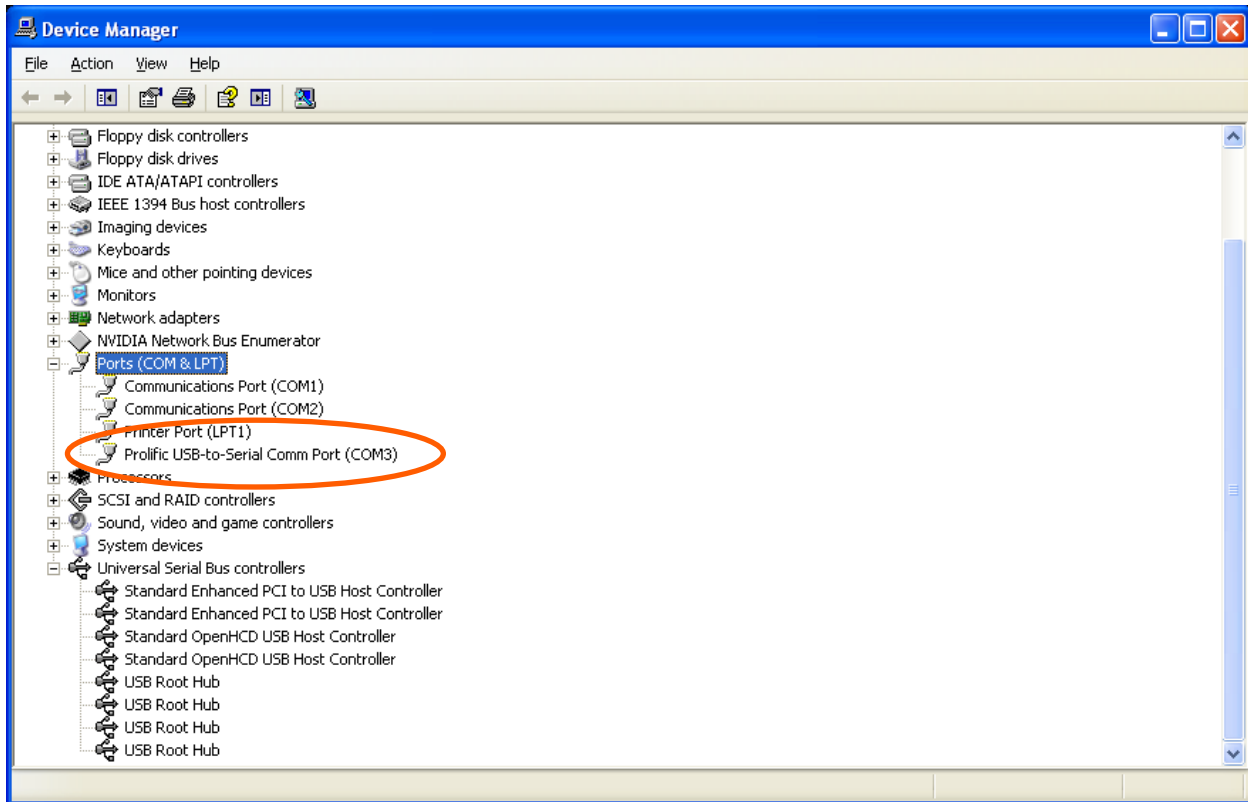 Device Manager
File Action View Help
Floppy disk controllers
Floppy disk drives
IDE ATA/ATAPI controllers
IEEE 1394 Bus host controllers
Imaging devices
Keyboards
Mice and other pointing devices
Monitors
Network adapters
NVIDIA Network Bus Enumerator
Ports (COM & LPT)
Communications Port (COM1)
Communications Port (COM2)
Printer Port (LPT1)
Prolific USB-to-Serial Comm Port (COM3)
Processors
SCSI and RAID controllers
Sound, video and game controllers
System devices
Universal Serial Bus controllers
Standard Enhanced PCI to USB Host Controller
Standard Enhanced PCI to USB Host Controller
Standard OpenHCD USB Host Controller
Standard OpenHCD USB Host Controller
USB Root Hub
USB Root Hub
USB Root Hub
USB Root Hub